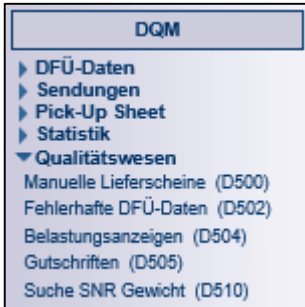 DQM
DFÜ-Daten
Sendungen
Pick-Up Sheet
Statistik
Qualitätswesen
Manuelle Lieferscheine (D500)
Fehlerhafte DFÜ-Daten (D502)
Belastungsanzeigen (D504)
Gutschriften (D505)
Suche SNR Gewicht (D510)